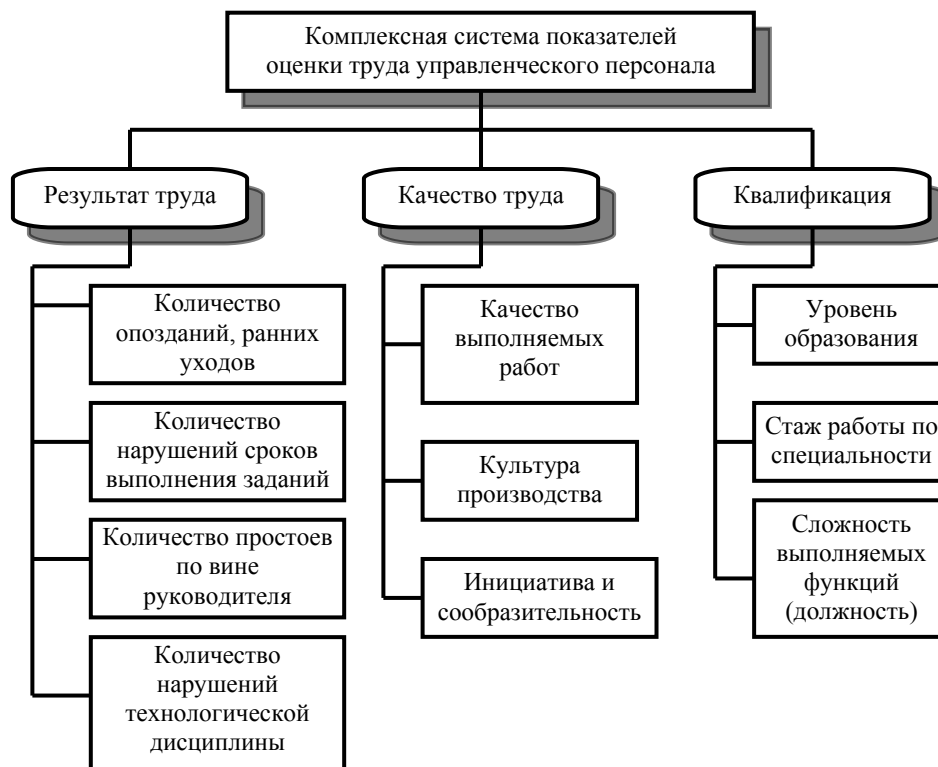 Комплексная система показателей
оценки труда управленческого персонала
Результат труда
Количество
опозданий, ранних
уходов
Количество
нарушений сроков
выполнения заданий
Количество простоев
по вине
руководителя
Количество
нарушений
технологической
дисциплины
Качество труда
Качество
выполняемых
работ
Культура
производства
Инициатива и
сообразительность
Квалификация
Уровень
образования
Стаж работы по
специальности
Сложность
выполняемых
функций
(должность)